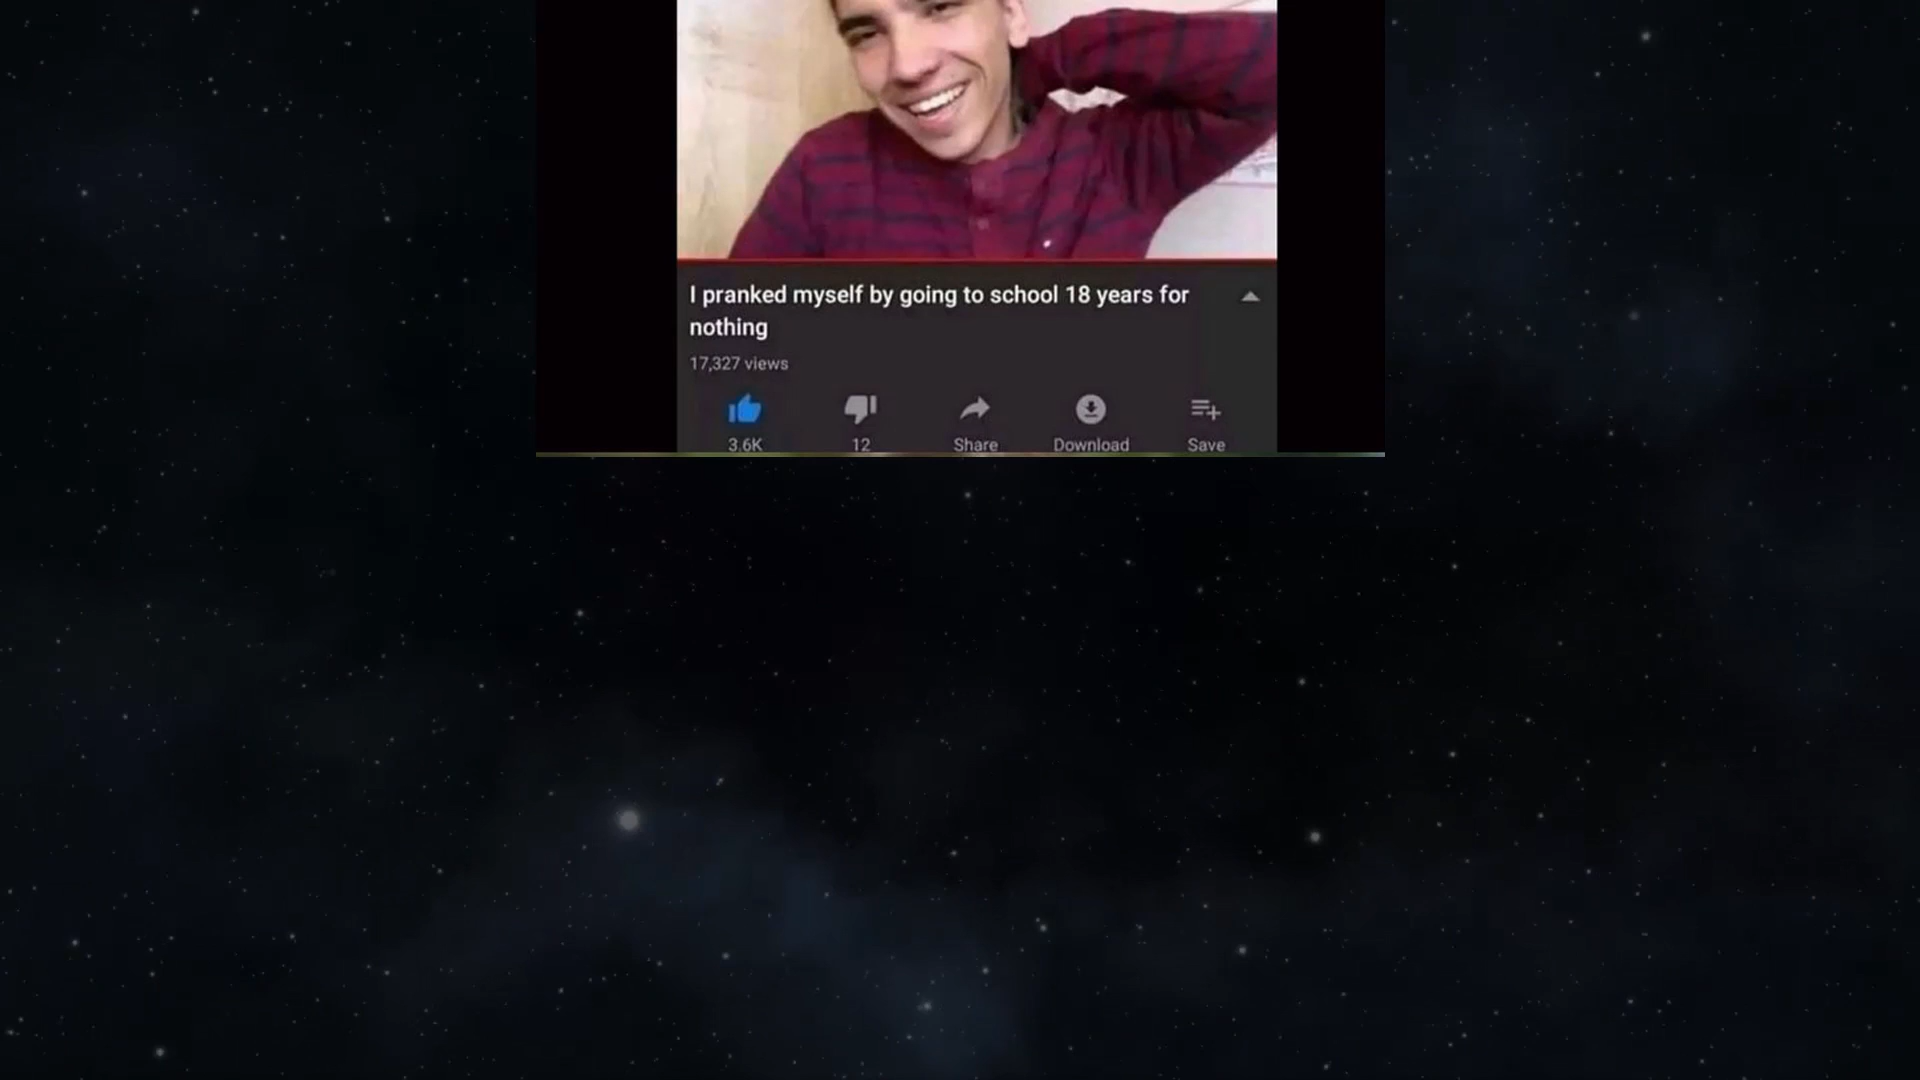 I pranked myself by going to school 18 years for
nothing
17,327 views
3.6K 12 Share Download Save